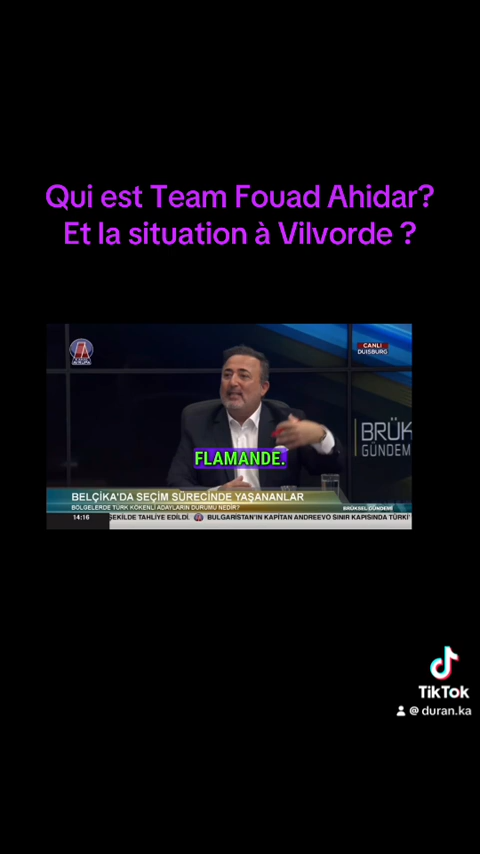 Qui est Team Fouad Ahidar?
Et la situation à Vilvorde ?
CANLI
DUISBURG
BRÜK
GÜNDEM
FLAMANDE.
BELÇİKA'DA SEÇİM SÜRECİNDE YAŞANANLAR
BÖLGELERDE TÜRK KÖKENLİ ADAYLARIN DURUMU NEDİR?
BRÜKSEL GÜNDEMİ
14:16
ŞEKİLDE TAHLİYE EDİLDİ.
BULGARİSTAN'IN KAPİTAN ANDREEVO SINIR KAPISINDA TÜRKİ
TikTok
@ duran.ka